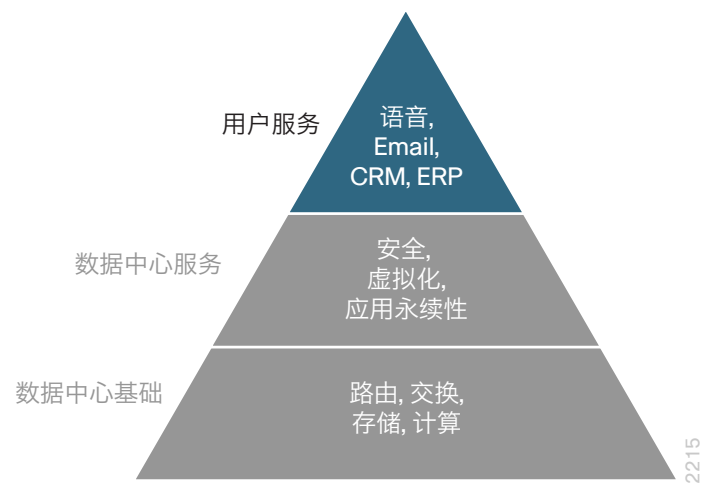 用户服务
语音,
Email,
CRM, ERP
数据中心服务
安全,
虚拟化,
应用永续性
数据中心基础
路由, 交换,
存储, 计算
2215